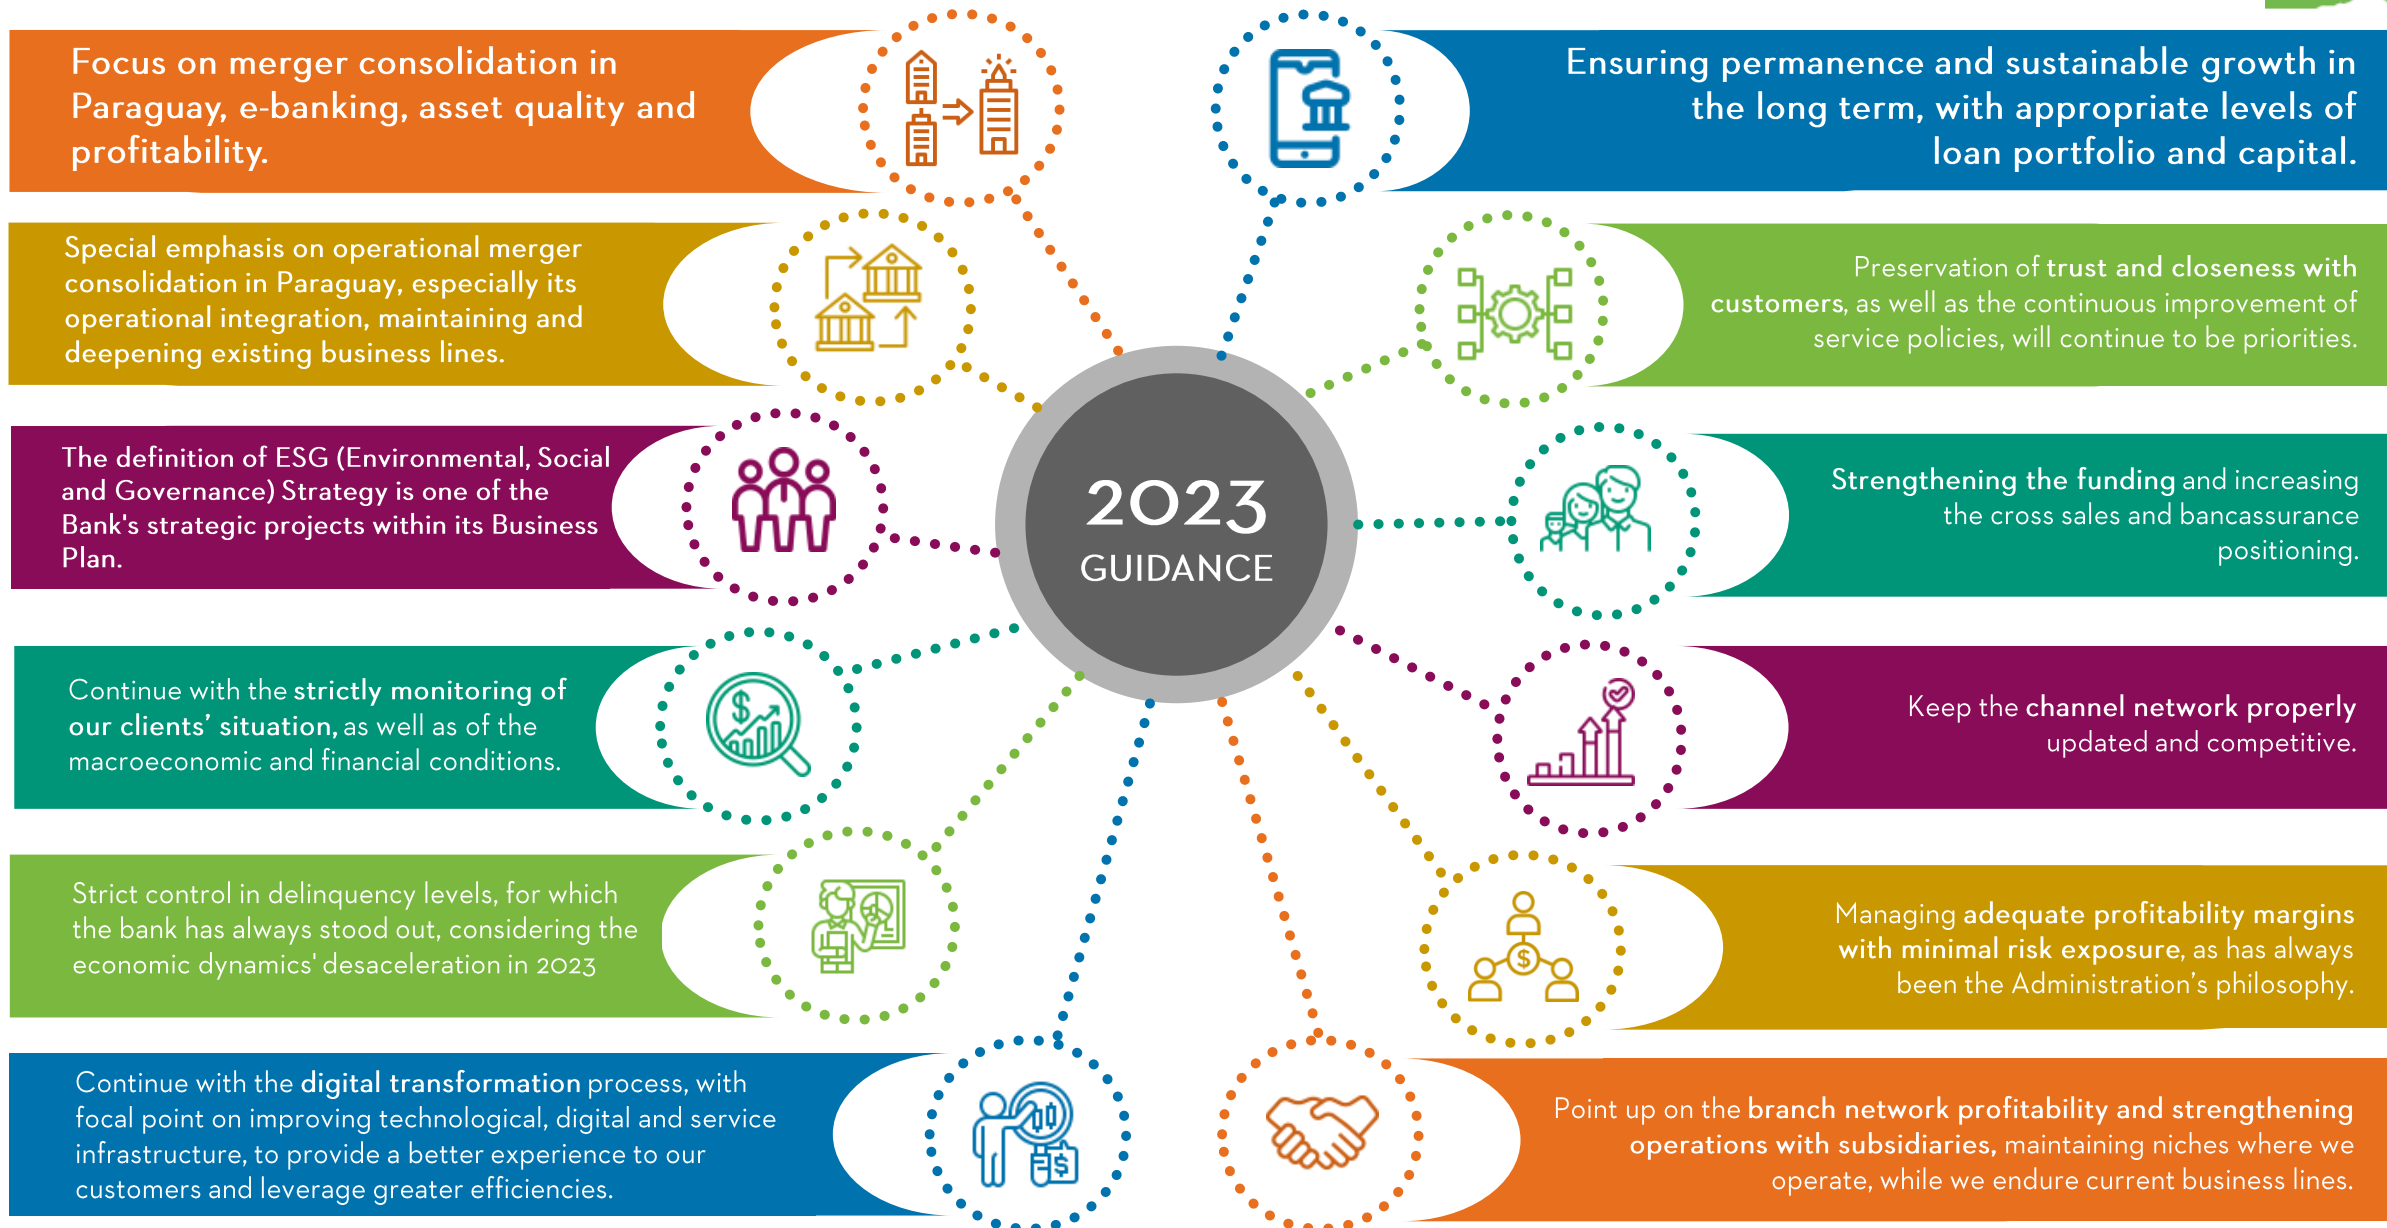 Focus on merger consolidation in
Paraguay, e-banking, asset quality and
profitability.
Special emphasis on operational merger
consolidation in Paraguay, especially its
operational integration, maintaining and
deepening existing business lines.
The definition of ESG (Environmental, Social
and Governance) Strategy is one of the
Bank's strategic projects within its Business
Plan.
Continue with the strictly monitoring of
our clients’ situation, as well as of the
macroeconomic and financial conditions.
Strict control in delinquency levels, for which
the bank has always stood out, considering the
economic dynamics' desaceleration in 2023
Continue with the digital transformation process, with
focal point on improving technological, digital and service
infrastructure, to provide a better experience to our
customers and leverage greater efficiencies.
2023
GUIDANCE
Ensuring permanence and sustainable growth in
the long term, with appropriate levels of
loan portfolio and capital.
Preservation of trust and closeness with
customers, as well as the continuous improvement of
service policies, will continue to be priorities.
Strengthening the funding and increasing
the cross sales and bancassurance
positioning.
Keep the channel network properly
updated and competitive.
Managing adequate profitability margins
with minimal risk exposure, as has always
been the Administration’s philosophy.
Point up on the branch network profitability and strengthening
operations with subsidiaries, maintaining niches where we
operate, while we endure current business lines.